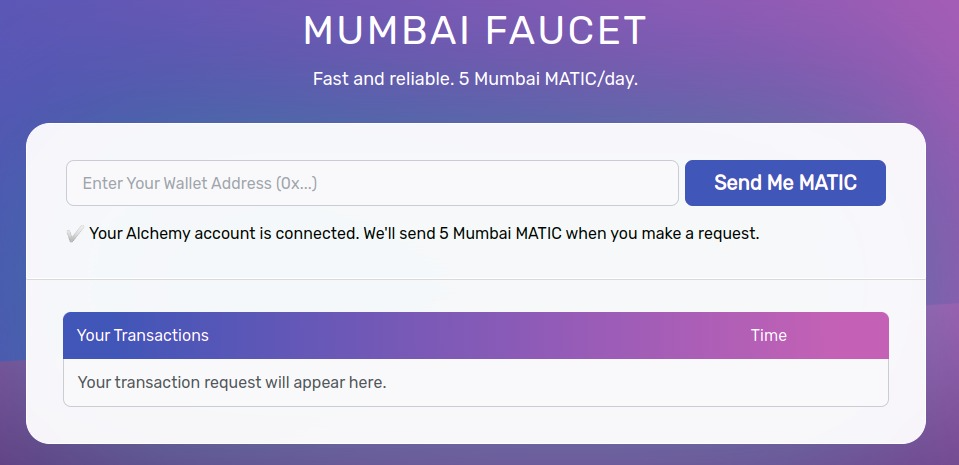 MUMBAI FAUCET
Fast and reliable. 5 Mumbai MATIC/day.
Enter Your Wallet Address (0x...)
Send Me MATIC
✔️ Your Alchemy account is connected. We'll send 5 Mumbai MATIC when you make a request.
Your Transactions
Time
Your transaction request will appear here.